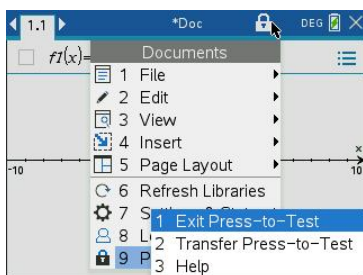 1.1 *Doc DEG
f1(x)=
Documents
1 File
2 Edit
3 View
4 Insert
5 Page Layout
6 Refresh Libraries
7
8
9
1 Exit Press-to-Test
2 Transfer Press-to-Test
3 Help
-10 x 10